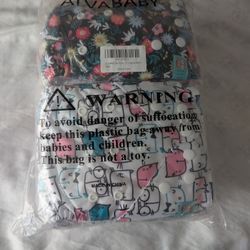 ALVABABY
WARNING
To avoid danger of suffocation,
keep this plastic bag away from
babies and children.
This bag is not a toy.